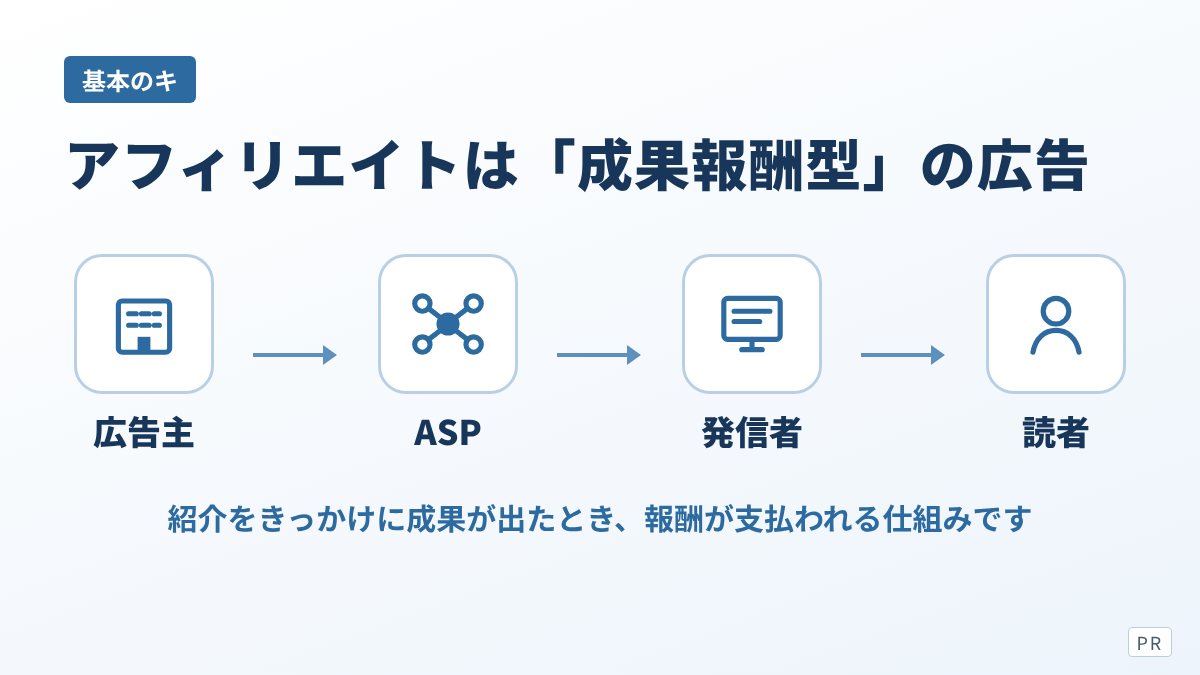 基本のキ
アフィリエイトは「成果報酬型」の広告
広告主
ASP
発信者
読者
紹介をきっかけに成果が出たとき、報酬が支払われる仕組みです
PR